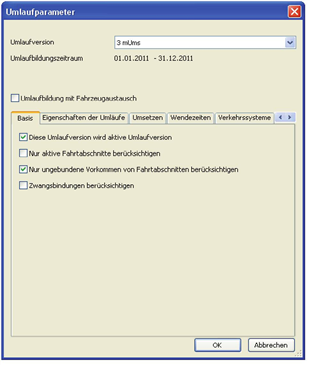 Umlaufparameter
Umlaufversion 3 mUms
Umlaufbildungszeitraum 01.01.2011 - 31.12.2011
Umlaufbildung mit Fahrzeugaustausch
Basis Eigenschaften der Umläufe Umsetzen Wendezeiten Verkehrssysteme
Diese Umlaufversion wird aktive Umlaufversion
Nur aktive Fahrtabschnitte berücksichtigen
Nur ungebundene Vorkommen von Fahrtabschnitten berücksichtigen
Zwangsbindungen berücksichtigen
OK Abbrechen